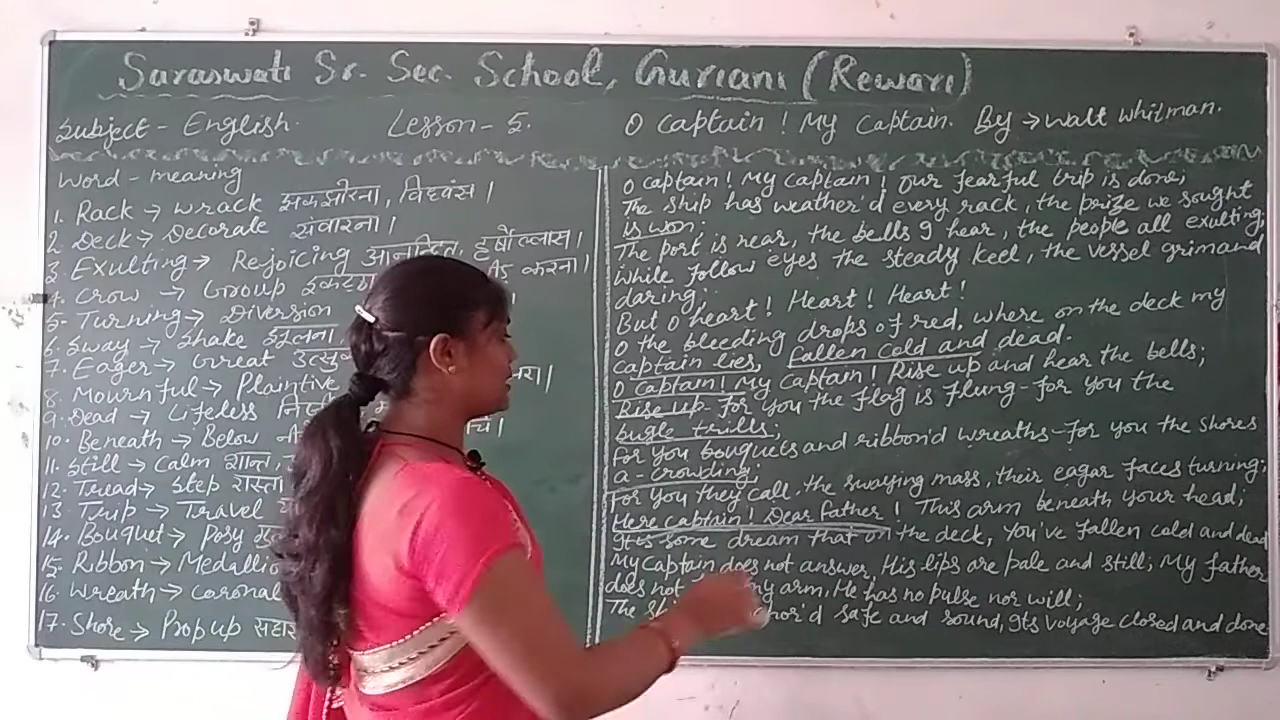 Saraswati Sr. Sec. School, Guriani (Rewari)
Subject - English. Lesson - 5. O Captain! My Captain. By → Walt Whitman.
Word - meaning
1. Rack → wrack झकझोरना, विध्वंस।
2. Deck → Decorate संवारना।
3. Exulting → Rejoicing आनन्दित, हर्षोल्लास।
4. Crow → Group करना।
5. Turning → Diversion
6. Sway → Shake झूलना
7. Eager → Great
8. Mournful → Plaintive
9. Dead → Lifeless
10. Beneath → Below
11. Still → Calm शान्त,
12. Tread → Step रास्ता
13. Trip → Travel
14. Bouquet → Posy
15. Ribbon → Medallio
16. Wreath → Coronal
17. Shore → Prop up
O Captain! My Captain! Our fearful trip is done;
The ship has weather'd every rack, the prize we sought
is won;
The port is near, the bells I hear, the people all exulting,
While follow eyes the steady keel, the vessel grim and
daring;
But O heart! Heart! Heart!
O the bleeding drops of red, where on the deck my
Captain lies, fallen cold and dead.
O Captain! My Captain! Rise up and hear the bells;
Rise up - for you the flag is flung - for you the
bugle trills;
For you bouquets and ribbon'd wreaths - for you the shores
a-crowding;
For you they call, the swaying mass, their eagar faces turning;
Here captain! Dear father! This arm beneath your head;
It's some dream that on the deck, You've fallen cold and dead
My Captain does not answer, His lips are pale and still; My father
does not my arm, He has no pulse nor will;
The chor'd safe and sound, Its voyage closed and done